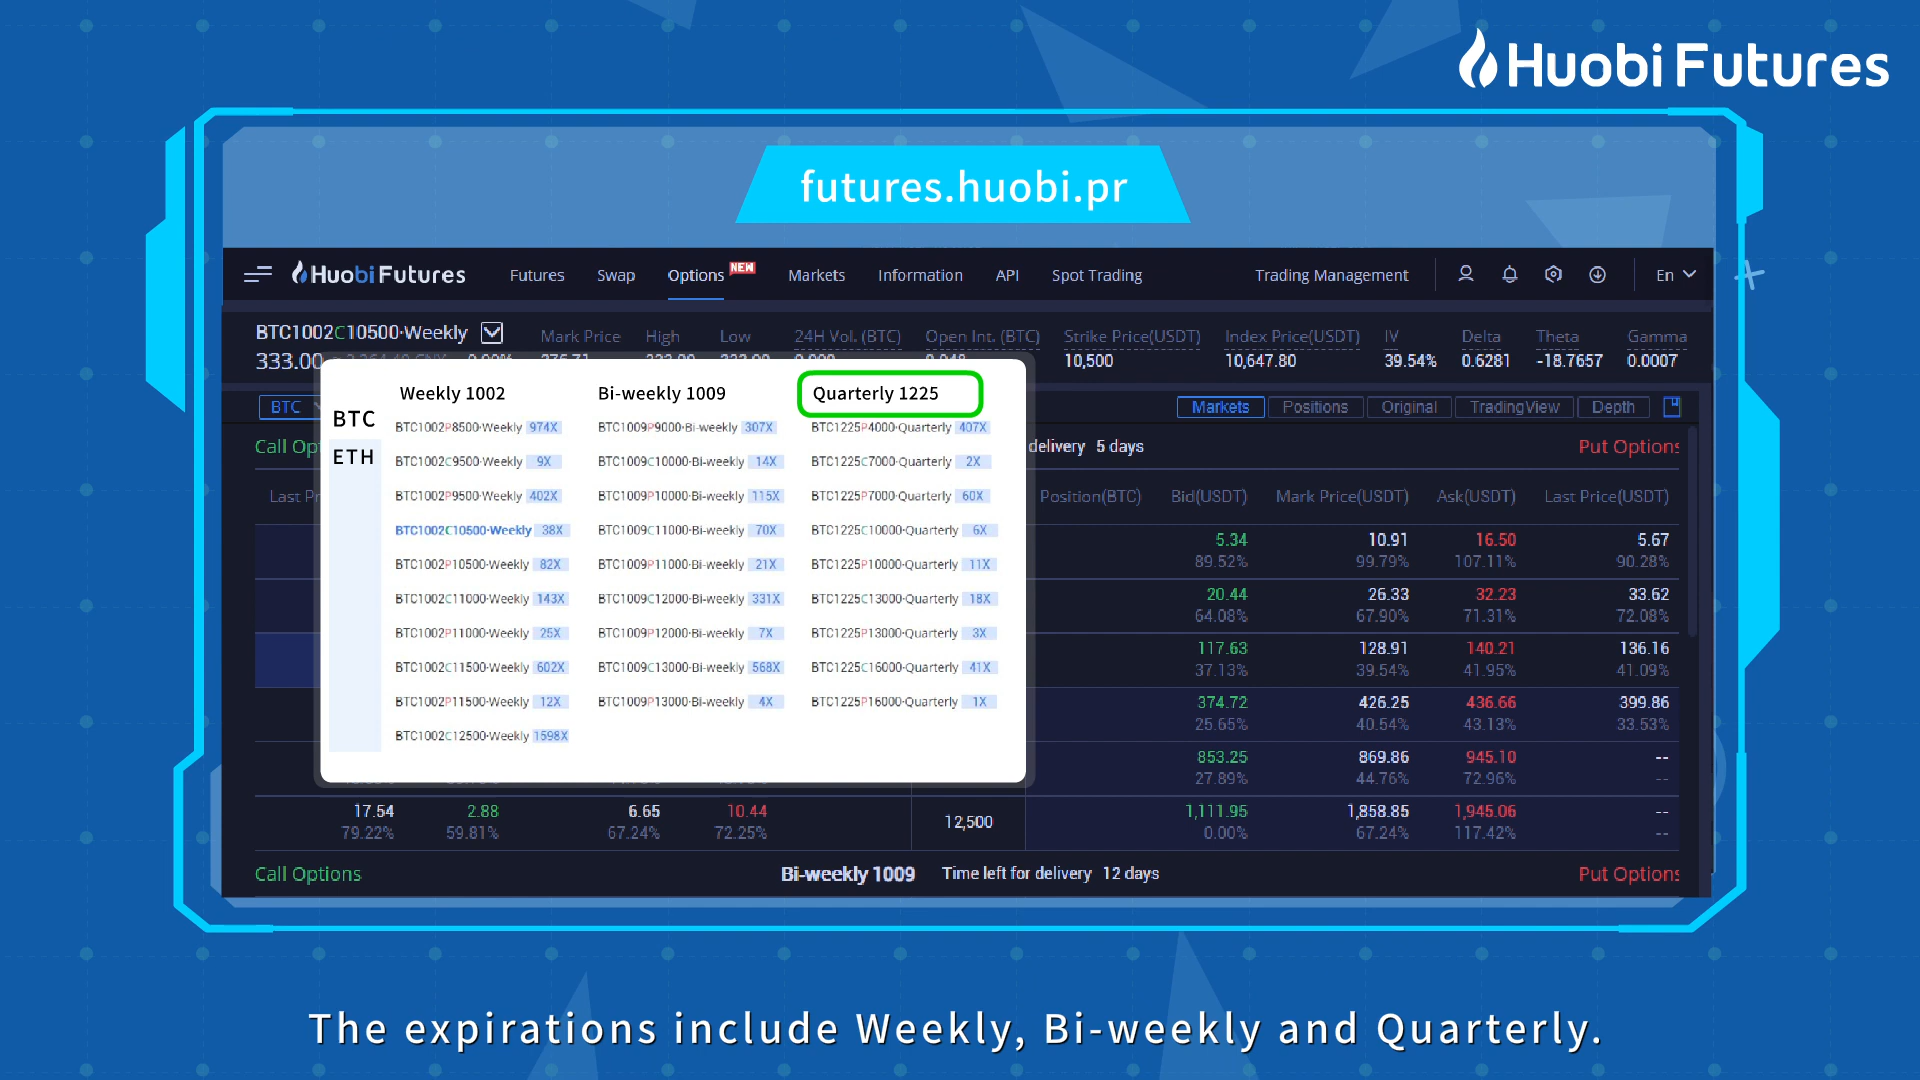 Huobi Futures
futures.huobi.pr
Huobi Futures Futures Swap Options NEW Markets Information API Spot Trading Trading Management En
BTC1002C10500·Weekly Mark Price High Low 24H Vol. (BTC) Open Int. (BTC) Strike Price(USDT) Index Price(USDT) IV Delta Theta Gamma
333.00 10,500 10,647.80 39.54% 0.6281 -18.7657 0.0007
BTC Markets Positions Original TradingView Depth
Weekly 1002 Bi-weekly 1009 Quarterly 1225
BTC
ETH
BTC1002P8500·Weekly 974X BTC1009P9000·Bi-weekly 307X BTC1225P4000·Quarterly 407X
BTC1002C9500·Weekly 9X BTC1009C10000·Bi-weekly 14X BTC1225C7000·Quarterly 2X
BTC1002P9500·Weekly 402X BTC1009P10000·Bi-weekly 115X BTC1225P7000·Quarterly 60X
BTC1002C10500·Weekly 38X BTC1009C11000·Bi-weekly 70X BTC1225C10000·Quarterly 6X
BTC1002P10500·Weekly 82X BTC1009P11000·Bi-weekly 21X BTC1225P10000·Quarterly 11X
BTC1002C11000·Weekly 143X BTC1009C12000·Bi-weekly 331X BTC1225C13000·Quarterly 18X
BTC1002P11000·Weekly 25X BTC1009P12000·Bi-weekly 7X BTC1225P13000·Quarterly 3X
BTC1002C11500·Weekly 602X BTC1009C13000·Bi-weekly 568X BTC1225C16000·Quarterly 41X
BTC1002P11500·Weekly 12X BTC1009P13000·Bi-weekly 4X BTC1225P16000·Quarterly 1X
BTC1002C12500·Weekly 1598X
Call delivery 5 days Put Options
Last Position(BTC) Bid(USDT) Mark Price(USDT) Ask(USDT) Last Price(USDT)
5.34 10.91 16.50 5.67
89.52% 99.79% 107.11% 90.28%
20.44 26.33 32.23 33.62
64.08% 67.90% 71.31% 72.08%
117.63 128.91 140.21 136.16
37.13% 39.54% 41.95% 41.09%
374.72 426.25 436.66 399.86
25.65% 40.54% 43.13% 33.53%
853.25 869.86 945.10 --
27.89% 44.76% 72.96% --
17.54 2.88 6.65 10.44 12,500 1,111.95 1,858.85 1,945.06 --
79.22% 59.81% 67.24% 72.25% 0.00% 67.24% 117.42% --
Call Options Bi-weekly 1009 Time left for delivery 12 days Put Options
The expirations include Weekly, Bi-weekly and Quarterly.